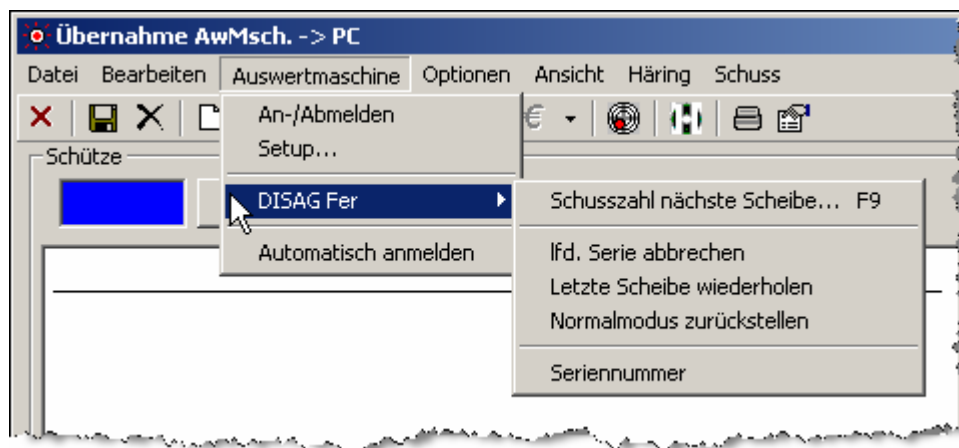 Übernahme AwMsch. -> PC
Datei Bearbeiten Auswertmaschine Optionen Ansicht Häring Schuss
An-/Abmelden
€
Setup...
Schütze
DISAG Fer
Schusszahl nächste Scheibe... F9
Automatisch anmelden
lfd. Serie abbrechen
Letzte Scheibe wiederholen
Normalmodus zurückstellen
Seriennummer